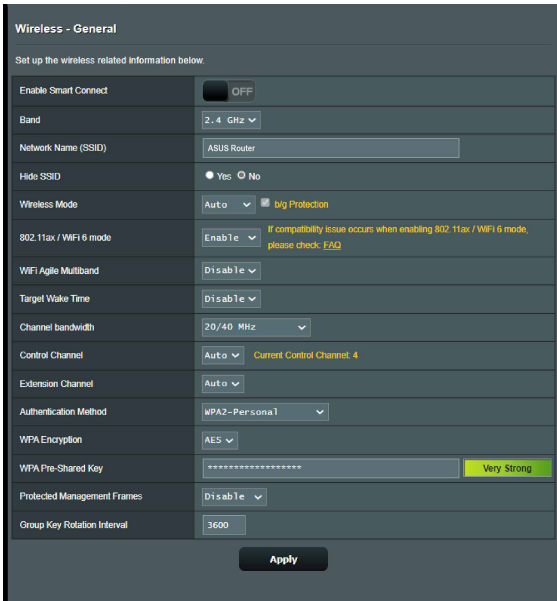 Wireless - General
Set up the wireless related information below.
Enable Smart Connect OFF
Band 2.4 GHz
Network Name (SSID) ASUS Router
Hide SSID Yes No
Wireless Mode Auto b/g Protection
802.11ax / WiFi 6 mode Enable If compatibility issue occurs when enabling 802.11ax / WiFi 6 mode,
please check: FAQ
WiFi Agile Multiband Disable
Target Wake Time Disable
Channel bandwidth 20/40 MHz
Control Channel Auto Current Control Channel: 4
Extension Channel Auto
Authentication Method WPA2-Personal
WPA Encryption AES
WPA Pre-Shared Key ****************** Very Strong
Protected Management Frames Disable
Group Key Rotation Interval 3600
Apply